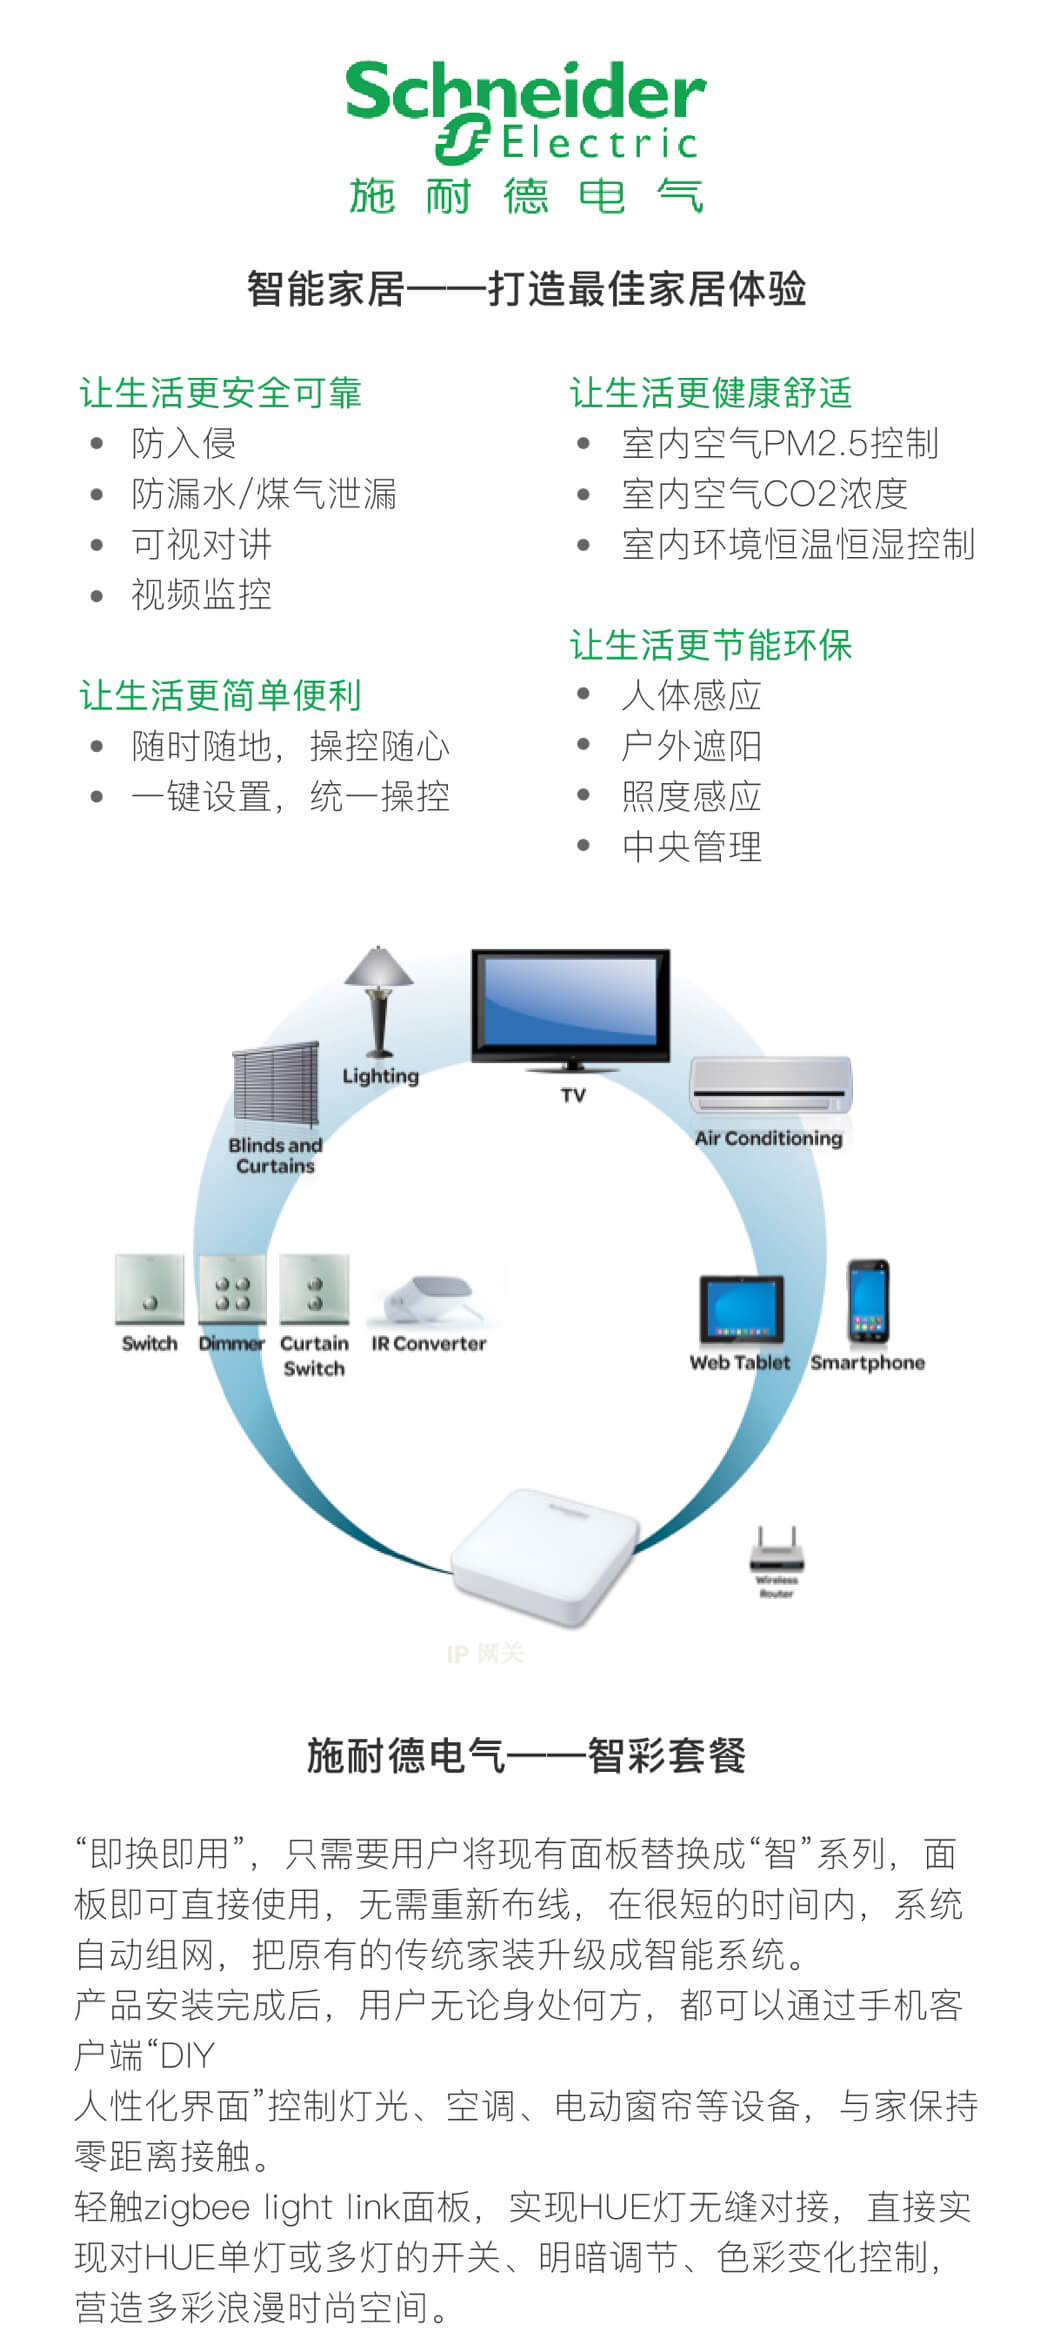 Schneider
Electric
施耐德电气
智能家居——打造最佳家居体验
让生活更安全可靠
• 防入侵
• 防漏水/煤气泄漏
• 可视对讲
• 视频监控
让生活更简单便利
• 随时随地，操控随心
• 一键设置，统一操控
让生活更健康舒适
• 室内空气PM2.5控制
• 室内空气CO2浓度
• 室内环境恒温恒湿控制
让生活更节能环保
• 人体感应
• 户外遮阳
• 照度感应
• 中央管理
Lighting
TV
Blinds and
Curtains
Air Conditioning
Switch
Dimmer
Curtain
Switch
IR Converter
Web Tablet
Smartphone
Schneider
Wireless
Router
IP 网关
施耐德电气——智彩套餐
“即换即用”，只需要用户将现有面板替换成“智”系列，面
板即可直接使用，无需重新布线，在很短的时间内，系统
自动组网，把原有的传统家装升级成智能系统。
产品安装完成后，用户无论身处何方，都可以通过手机客
户端“DIY
人性化界面”控制灯光、空调、电动窗帘等设备，与家保持
零距离接触。
轻触zigbee light link面板，实现HUE灯无缝对接，直接实
现对HUE单灯或多灯的开关、明暗调节、色彩变化控制，
营造多彩浪漫时尚空间。